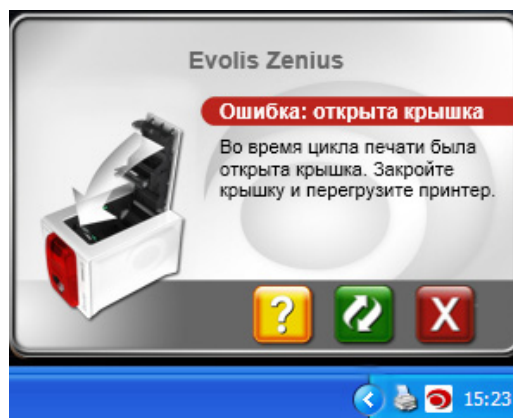 Evolis Zenius
Ошибка: открыта крышка
Во время цикла печати была
открыта крышка. Закройте
крышку и перегрузите принтер.
?
X
15:23